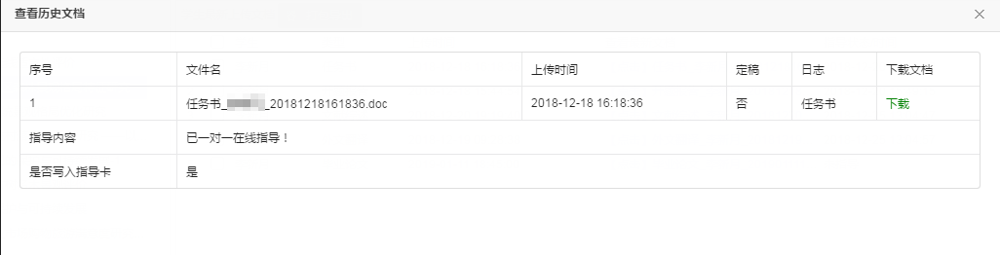 查看历史文档
序号 文件名 上传时间 定稿 日志 下载文档
1 任务书_ _20181218161836.doc 2018-12-18 16:18:36 否 任务书 下载
指导内容 已一对一在线指导！
是否写入指导卡 是